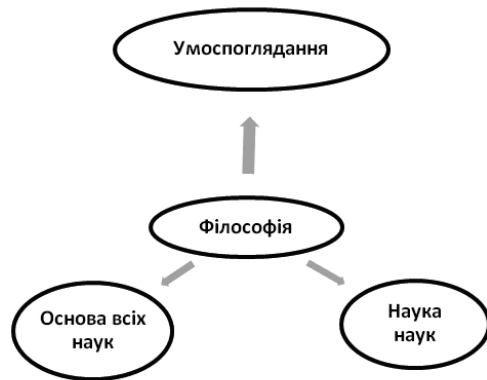 Умоспоглядання
Філософія
Основа всіх
наук
Наука
наук